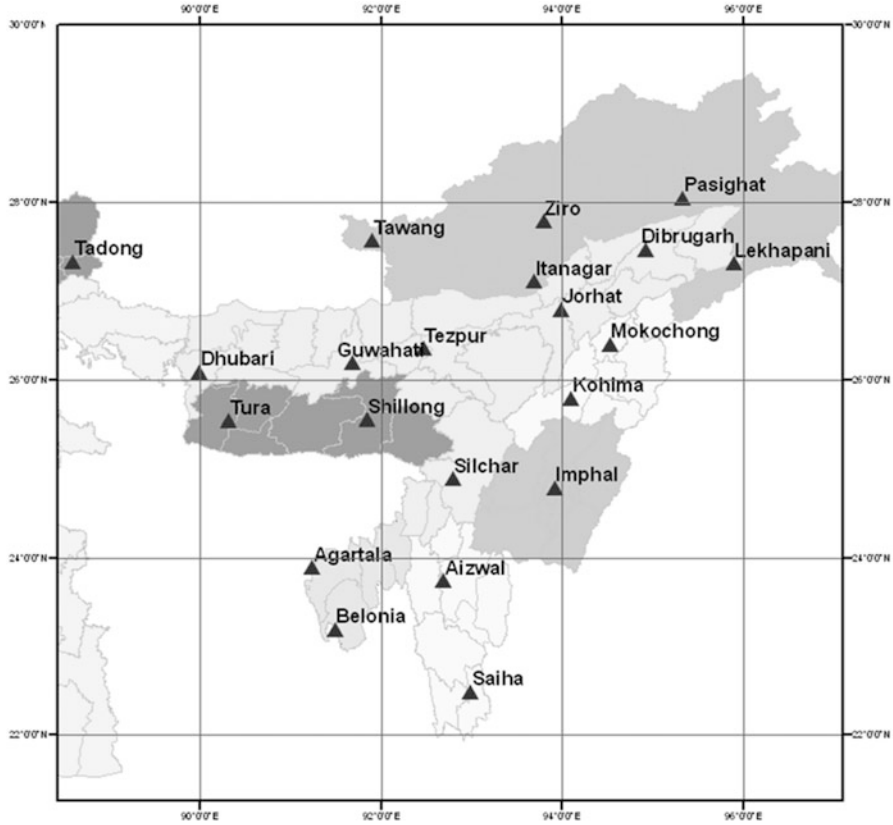 90°0'0"E 92°0'0"E 94°0'0"E 96°0'0"E
30°0'0"N 30°0'0"N
Pasighat
28°0'0"N 28°0'0"N
Ziro
Tawang
Dibrugarh
Tadong
Lekhapani
Itanagar
Jorhat
Mokochong
Tezpur
Guwahati
Dhubari
26°0'0"N 26°0'0"N
Kohima
Tura
Shillong
Silchar
Imphal
24°0'0"N 24°0'0"N
Agartala
Aizwal
Belonia
Saiha
22°0'0"N 22°0'0"N
90°0'0"E 92°0'0"E 94°0'0"E 96°0'0"E